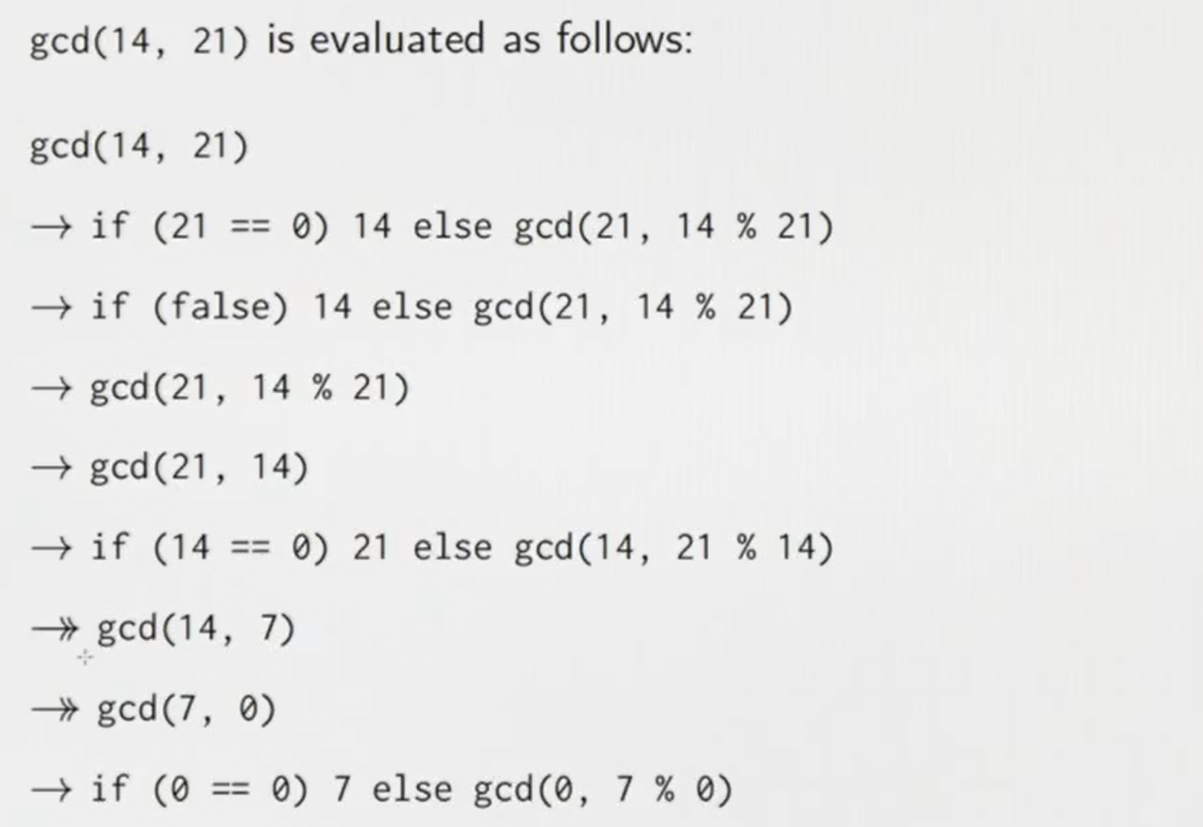 gcd(14, 21) is evaluated as follows:
gcd(14, 21)
→ if (21 == 0) 14 else gcd(21, 14 % 21)
→ if (false) 14 else gcd(21, 14 % 21)
→ gcd(21, 14 % 21)
→ gcd(21, 14)
→ if (14 == 0) 21 else gcd(14, 21 % 14)
↠ gcd(14, 7)
↠ gcd(7, 0)
→ if (0 == 0) 7 else gcd(0, 7 % 0)